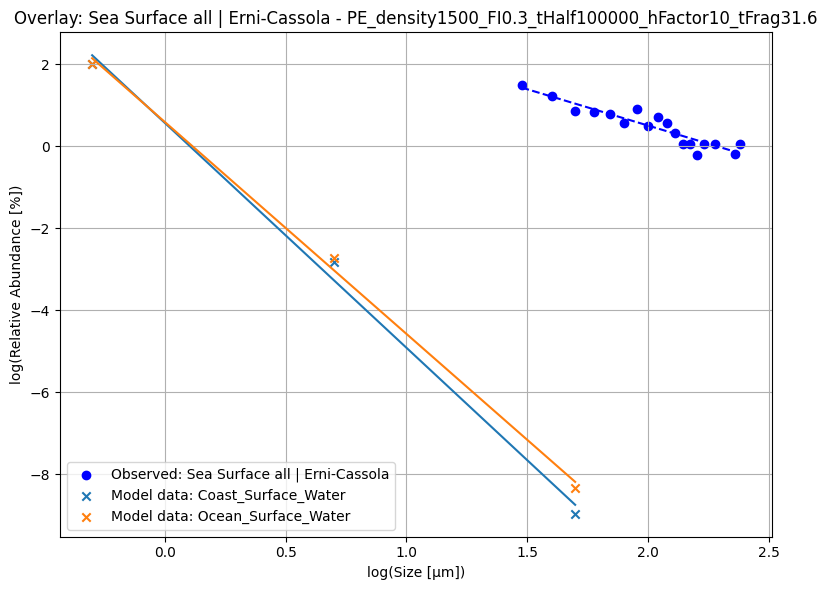 Overlay: Sea Surface all | Erni-Cassola - PE_density1500_FI0.3_tHalf100000_hFactor10_tFrag31.6
2
0
−2
−4
−6
−8
log(Relative Abundance [%])
Observed: Sea Surface all | Erni-Cassola
Model data: Coast_Surface_Water
Model data: Ocean_Surface_Water
0.0 0.5 1.0 1.5 2.0 2.5
log(Size [μm])